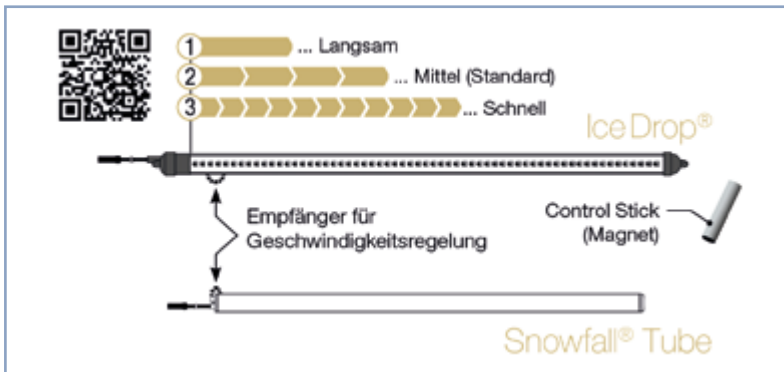 1 ... Langsam
2 ... Mittel (Standard)
3 ... Schnell
IceDrop®
Empfänger für
Geschwindigkeitsregelung
Control Stick
(Magnet)
Snowfall® Tube